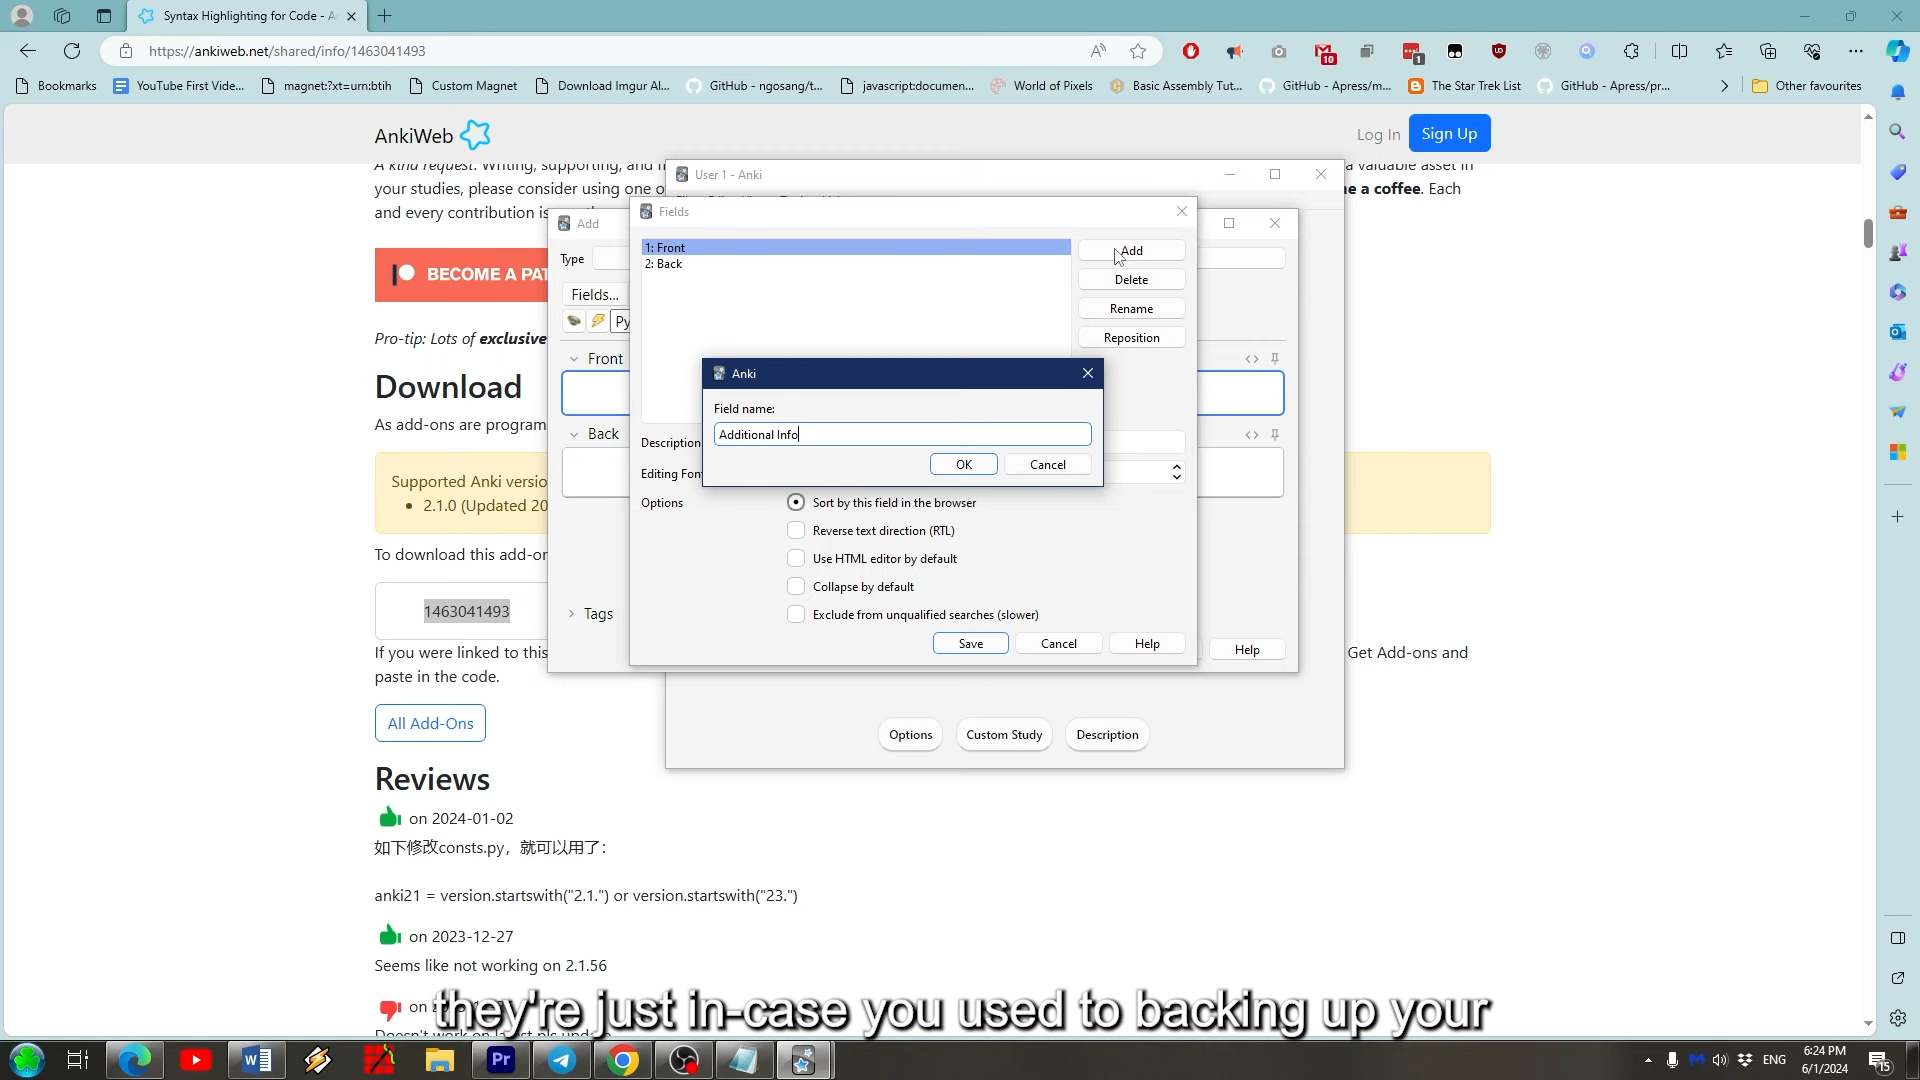 Syntax Highlighting for Code - A
https://ankiweb.net/shared/info/1463041493
10
1
Bookmarks
YouTube First Vide...
magnet:?xt=urn:btih
Custom Magnet
Download Imgur Al...
GitHub - ngosang/t...
javascript:documen...
World of Pixels
Basic Assembly Tut...
GitHub - Apress/m...
The Star Trek List
GitHub - Apress/pr...
Other favourites
AnkiWeb
Log In
Sign Up
your studies, please consider using one o
e a coffee. Each
and every contribution is
BECOME A PAT
Pro-tip: Lots of exclusive
Download
As add-ons are program
Supported Anki versio
2.1.0 (Updated 20
To download this add-or
1463041493
If you were linked to this
Get Add-ons and
paste in the code.
All Add-Ons
Reviews
on 2024-01-02
如下修改consts.py，就可以用了：
anki21 = version.startswith("2.1.") or version.startswith("23.")
on 2023-12-27
Seems like not working on 2.1.56
User 1 - Anki
Options
Custom Study
Description
Add
Type
Fields...
Py
Front
Back
Tags
Help
Fields
1: Front
2: Back
Add
Delete
Rename
Reposition
Description
Editing Fon
Options
Sort by this field in the browser
Reverse text direction (RTL)
Use HTML editor by default
Collapse by default
Exclude from unqualified searches (slower)
Save
Cancel
Help
Anki
Field name:
Additional Info
OK
Cancel
they're just in-case you used to backing up your
Pr
ENG
6:24 PM
6/1/2024
15